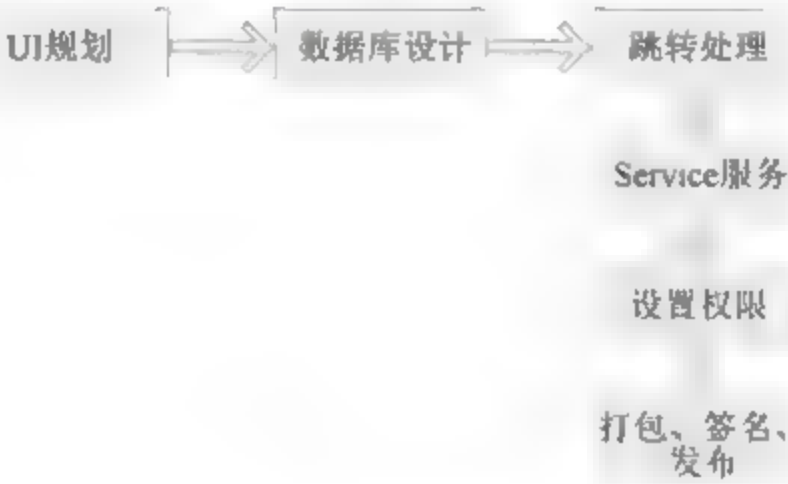 UI规划
数据库设计
跳转处理
Service服务
设置权限
打包、签名、
发布